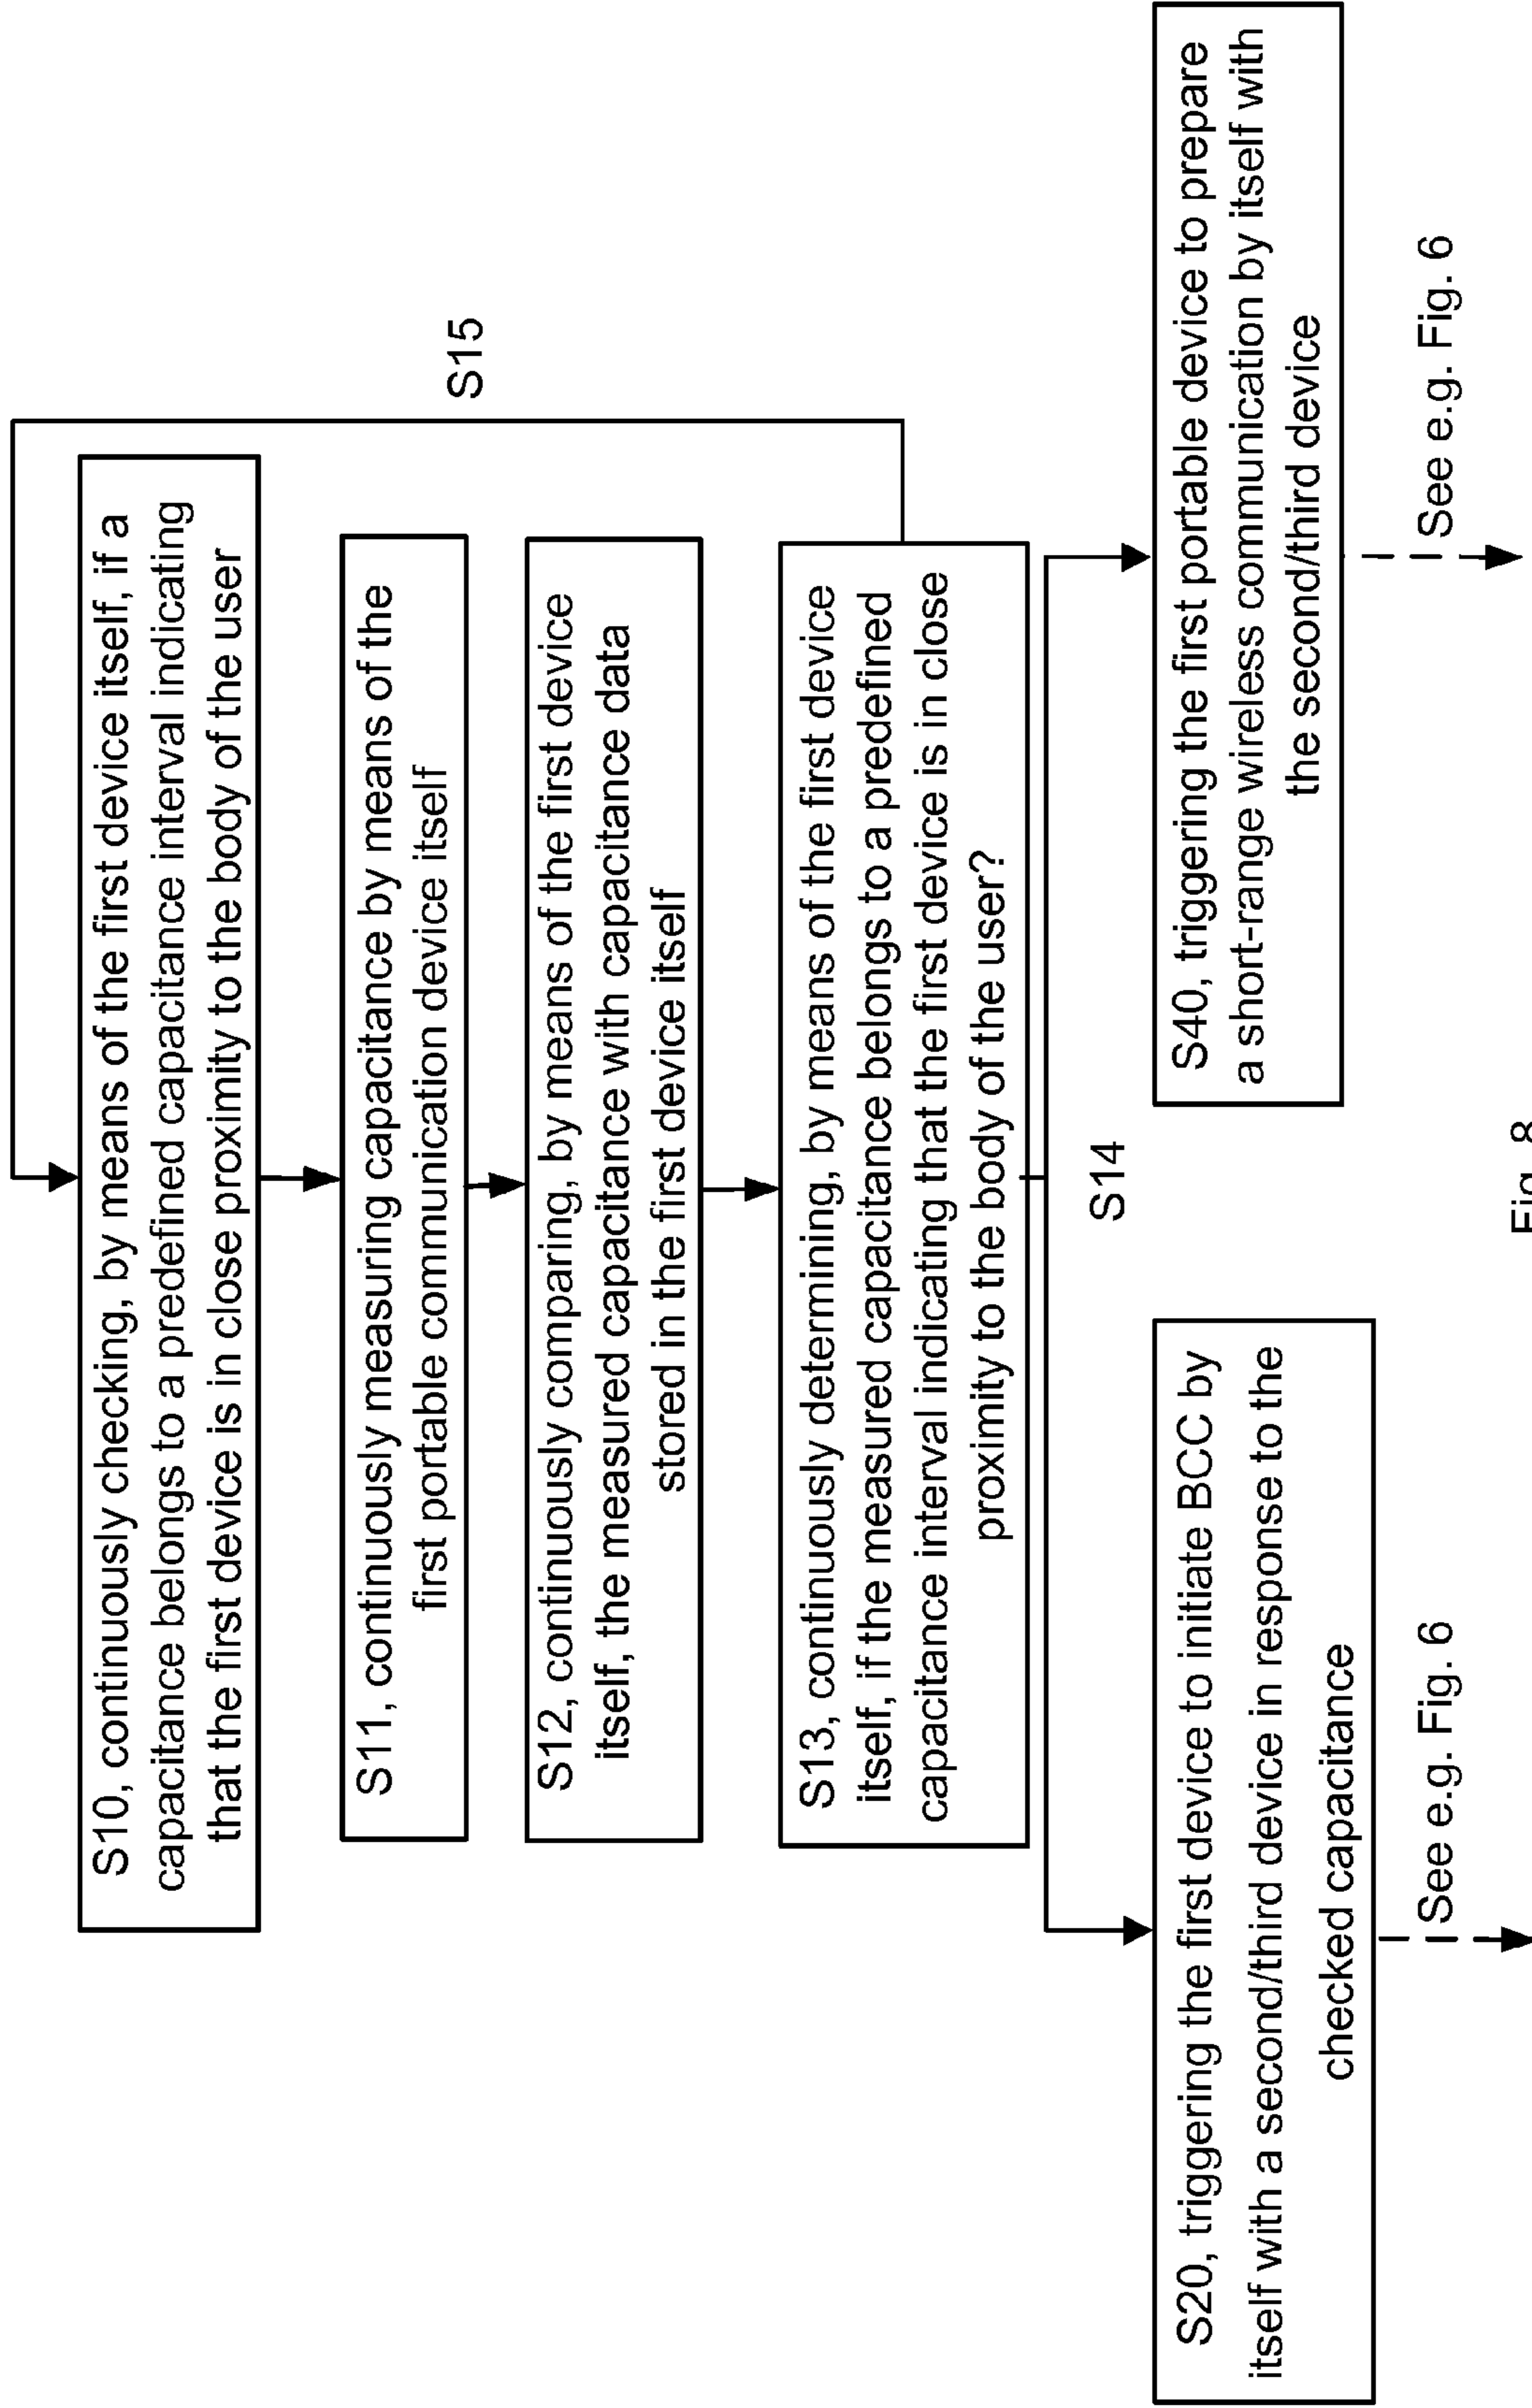 S10, continuously checking, by means of the first device itself, if a
capacitance belongs to a predefined capacitance interval indicating
that the first device is in close proximity to the body of the user
S15
S11, continuously measuring capacitance by means of the
first portable communication device itself
S12, continuously comparing, by means of the first device
itself, the measured capacitance with capacitance data
stored in the first device itself
S13, continuously determining, by means of the first device
itself, if the measured capacitance belongs to a predefined
capacitance interval indicating that the first device is in close
proximity to the body of the user?
S14
S20, triggering the first device to initiate BCC by
itself with a second/third device in response to the
checked capacitance
See e.g. Fig. 6
S40, triggering the first portable device to prepare
a short-range wireless communication by itself with
the second/third device
See e.g. Fig. 6
Fig. 8